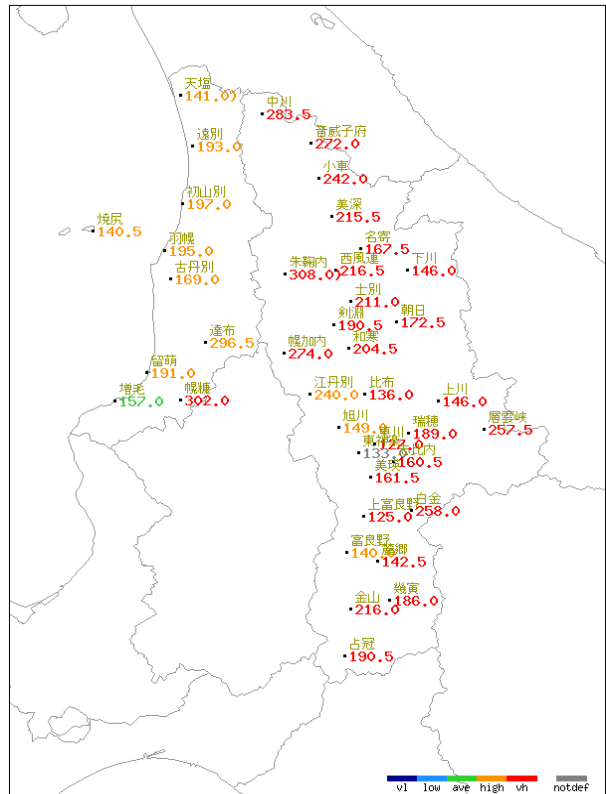 天塩
141.0)
中川
283.5
遠別
193.0
音威子府
272.0
小車
242.0
初山別
197.0
美深
215.5
焼尻
140.5
羽幌
195.0
名寄
167.5
朱鞠内
308.0)
西風連
216.5
下川
146.0
古丹別
169.0
士別
211.0
剣淵
190.5
朝日
172.5
達布
296.5
幌加内
274.0
和寒
204.5
留萌
191.0
増毛
157.0
幌糠
302.0
江丹別
240.0
比布
136.0
上川
146.0
旭川
149.0
瑞穂
189.0
層雲峡
257.5
東川
127.0
133.0
160.5
美瑛
161.5
上富良野
125.0
白金
258.0
富良野
麓郷
142.5
金山
216.0
幾寅
186.0
占冠
190.5
vl low ave high vh notdef